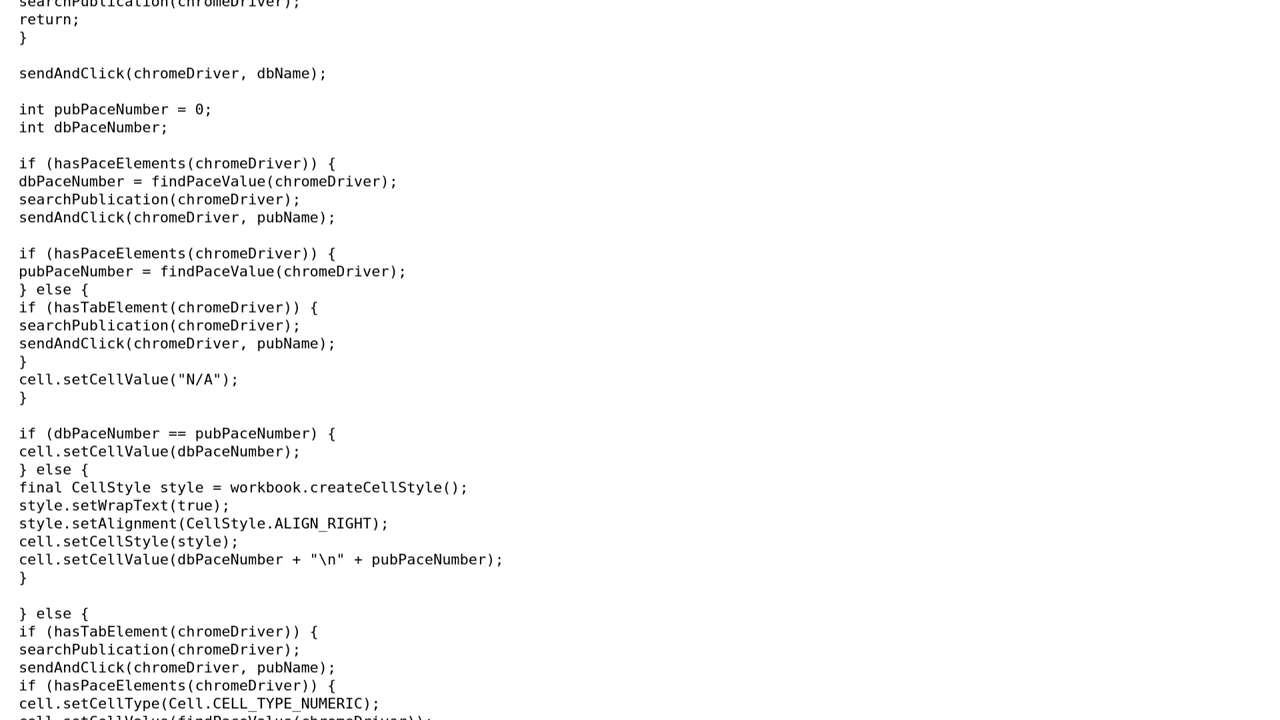 searchPublication(chromeDriver);
return;
}
sendAndClick(chromeDriver, dbName);
int pubPaceNumber = 0;
int dbPaceNumber;
if (hasPaceElements(chromeDriver)) {
dbPaceNumber = findPaceValue(chromeDriver);
searchPublication(chromeDriver);
sendAndClick(chromeDriver, pubName);
if (hasPaceElements(chromeDriver)) {
pubPaceNumber = findPaceValue(chromeDriver);
} else {
if (hasTabElement(chromeDriver)) {
searchPublication(chromeDriver);
sendAndClick(chromeDriver, pubName);
}
cell.setCellValue("N/A");
}
if (dbPaceNumber == pubPaceNumber) {
cell.setCellValue(dbPaceNumber);
} else {
final CellStyle style = workbook.createCellStyle();
style.setWrapText(true);
style.setAlignment(CellStyle.ALIGN_RIGHT);
cell.setCellStyle(style);
cell.setCellValue(dbPaceNumber + "\n" + pubPaceNumber);
}
} else {
if (hasTabElement(chromeDriver)) {
searchPublication(chromeDriver);
sendAndClick(chromeDriver, pubName);
if (hasPaceElements(chromeDriver)) {
cell.setCellType(Cell.CELL_TYPE_NUMERIC);
cell.setCellValue(findPaceValue(chromeDriver));